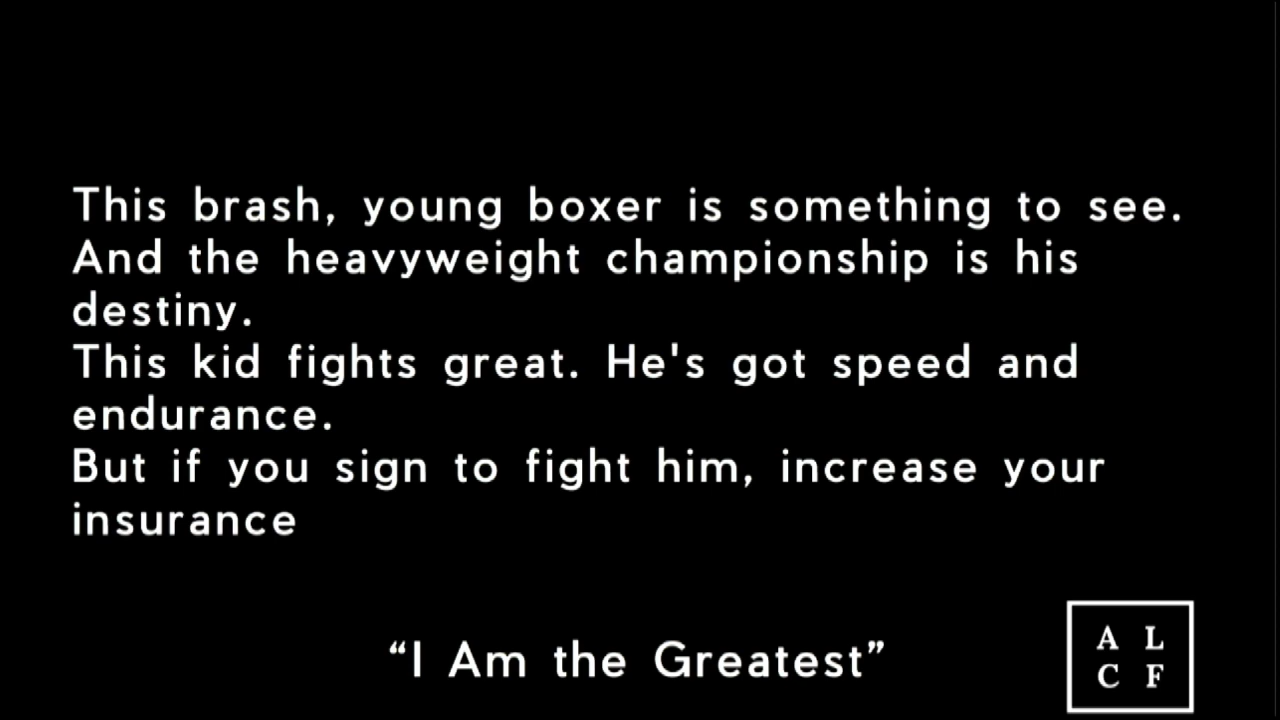 This brash, young boxer is something to see.
And the heavyweight championship is his
destiny.
This kid fights great. He's got speed and
endurance.
But if you sign to fight him, increase your
insurance
“I Am the Greatest”
A L
C F